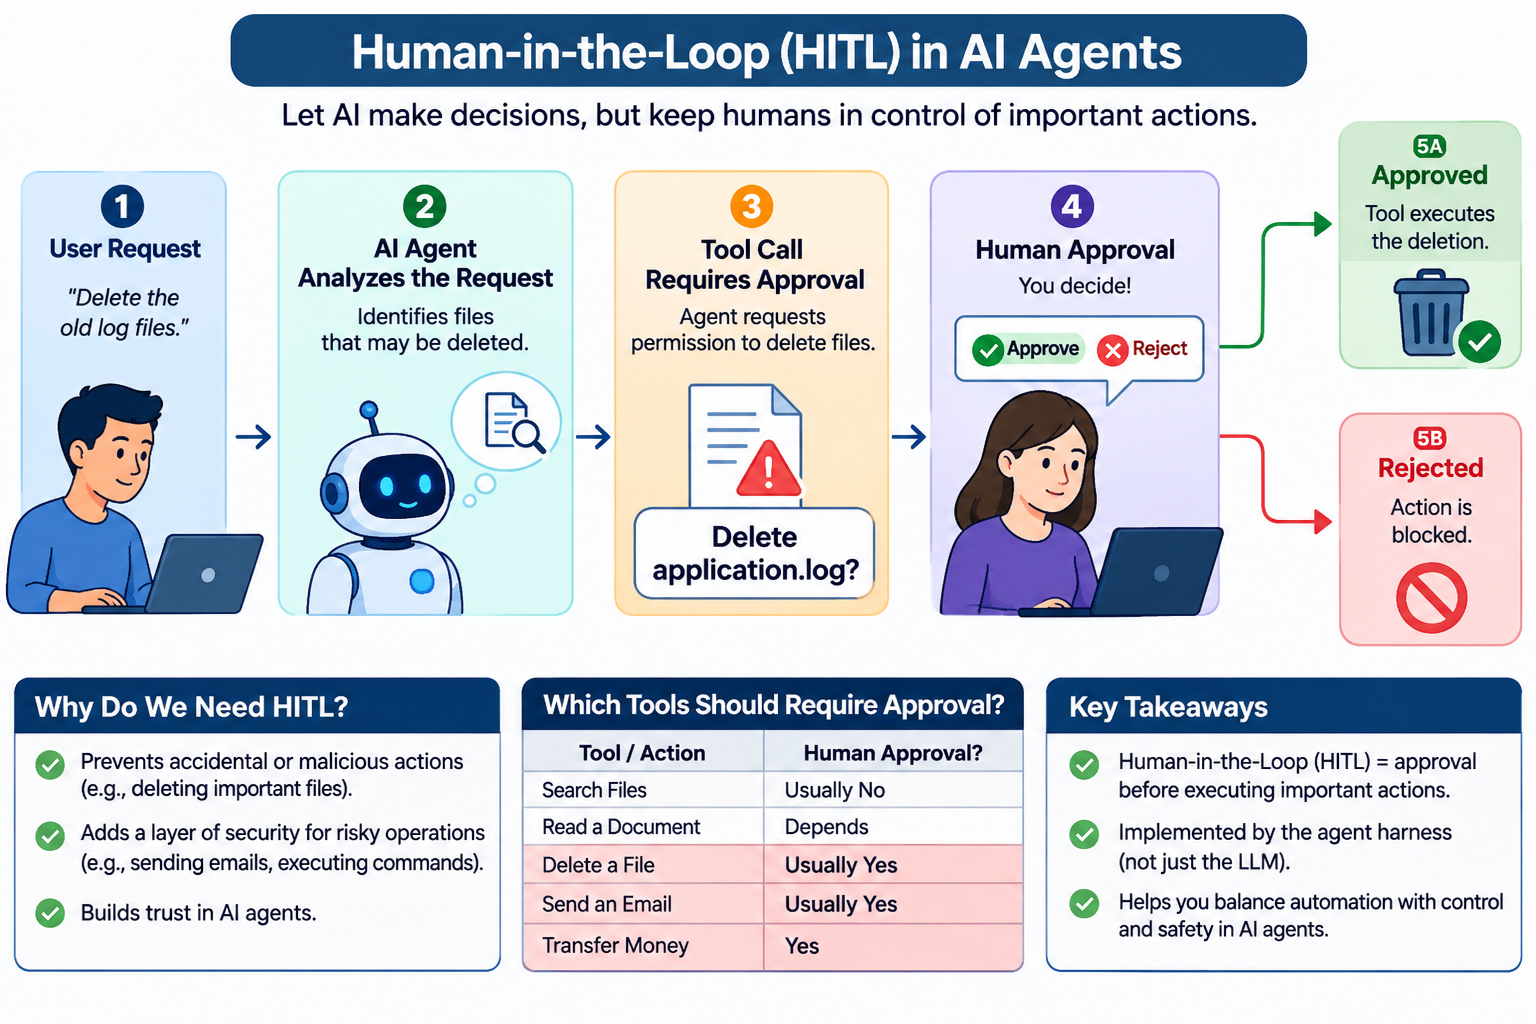 Human-in-the-Loop (HITL) in AI Agents
Let AI make decisions, but keep humans in control of important actions.
1
User Request
"Delete the
old log files."
2
AI Agent
Analyzes the Request
Identifies files
that may be deleted.
3
Tool Call
Requires Approval
Agent requests
permission to delete files.
Delete
application.log?
4
Human Approval
You decide!
Approve Reject
5A
Approved
Tool executes
the deletion.
5B
Rejected
Action is
blocked.
Why Do We Need HITL?
Prevents accidental or malicious actions
(e.g., deleting important files).
Adds a layer of security for risky operations
(e.g., sending emails, executing commands).
Builds trust in AI agents.
Which Tools Should Require Approval?
Tool / Action Human Approval?
Search Files Usually No
Read a Document Depends
Delete a File Usually Yes
Send an Email Usually Yes
Transfer Money Yes
Key Takeaways
Human-in-the-Loop (HITL) = approval
before executing important actions.
Implemented by the agent harness
(not just the LLM).
Helps you balance automation with control
and safety in AI agents.